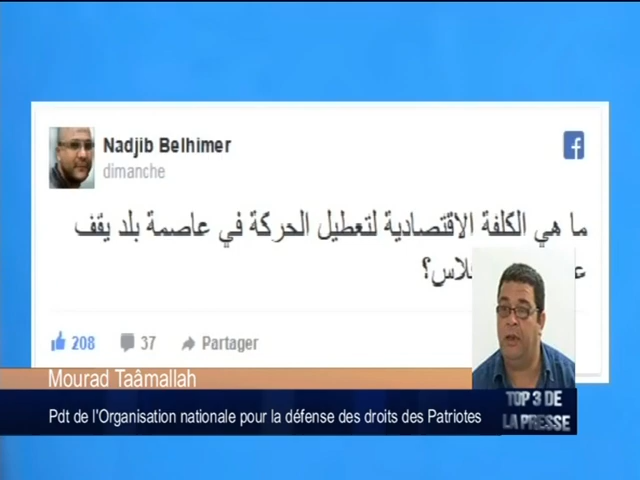 Nadjib Belhimer
dimanche
ما هي الكلفة الاقتصادية لتعطيل الحركة في عاصمة بلد يقف
208
37
Partager
Mourad Taâmallah
Pdt de l'Organisation nationale pour la défense des droits des Patriotes
TOP 3 DE
LA PRESSE